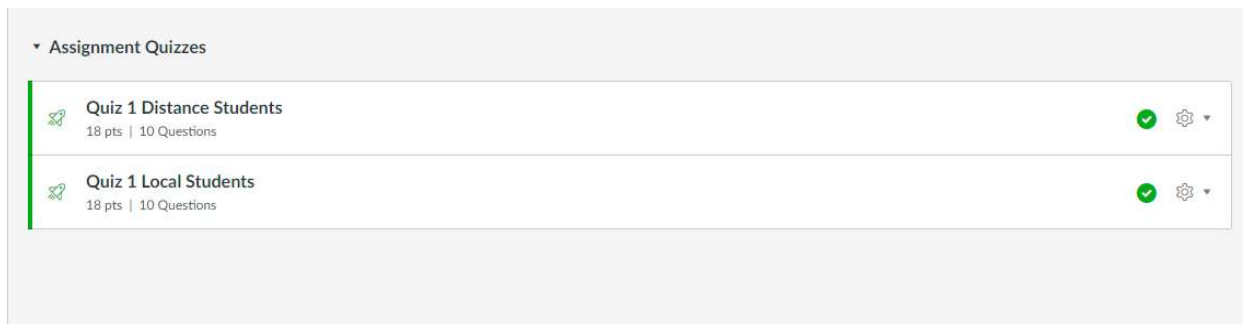 Assignment Quizzes
Quiz 1 Distance Students
18 pts | 10 Questions
Quiz 1 Local Students
18 pts | 10 Questions